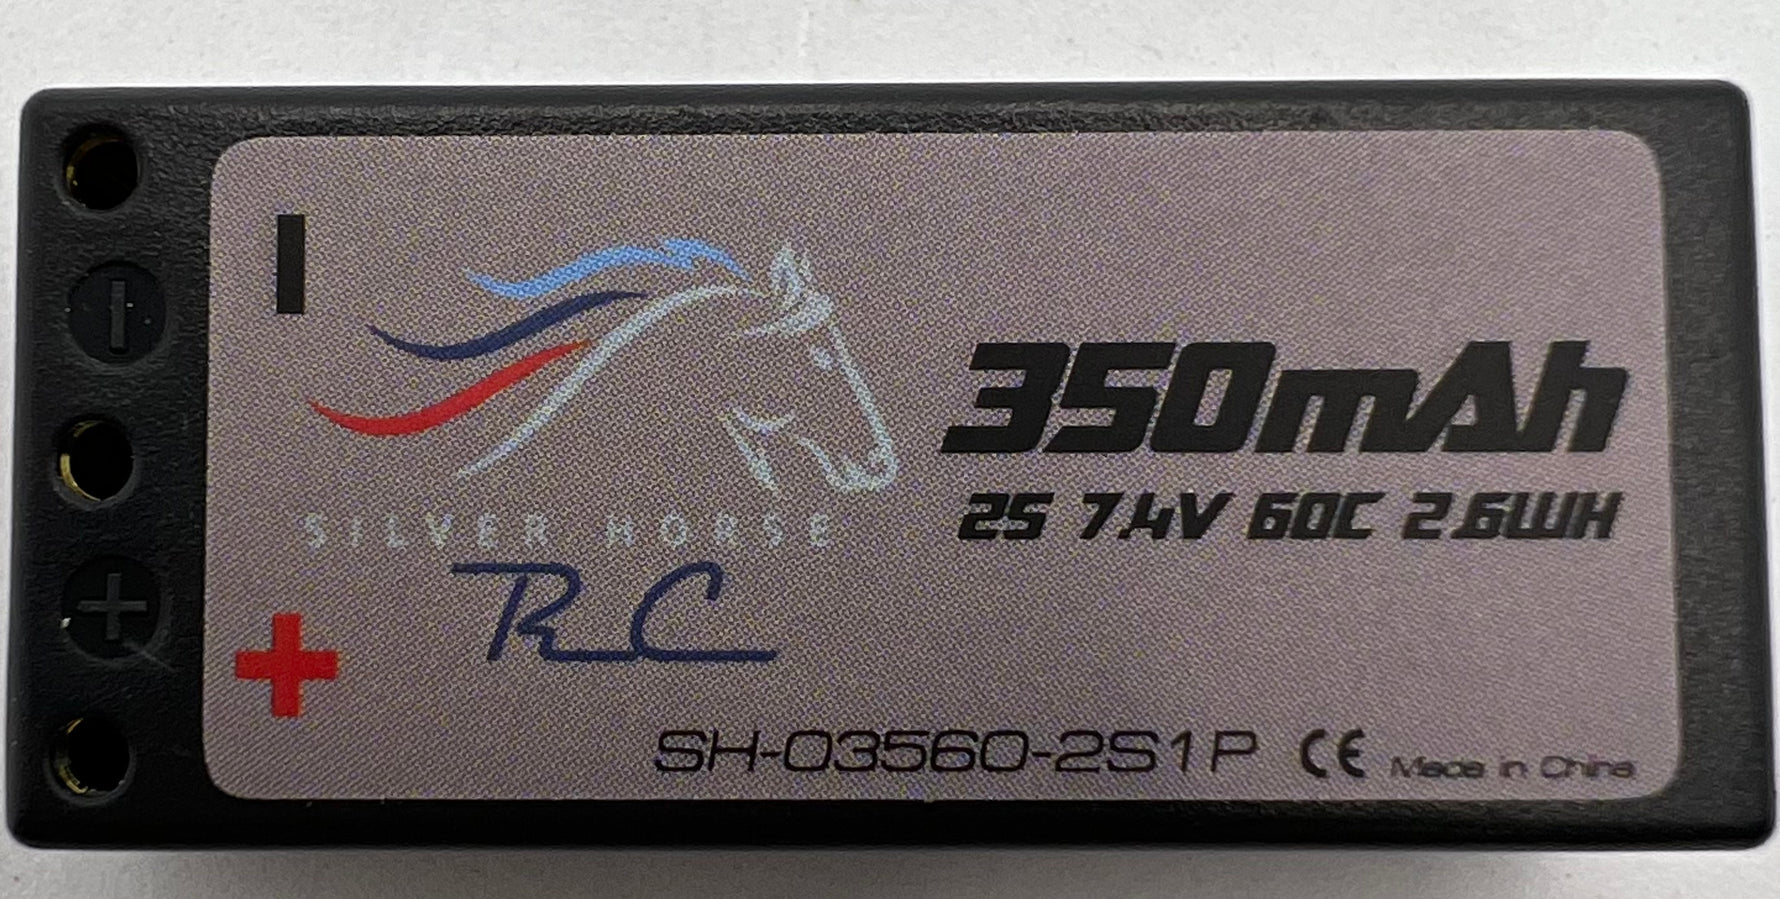 SILVER HORSE
RC
350mAh
2S 7.4V 60C 2.6WH
SH-03560-2S1P CE Made in China